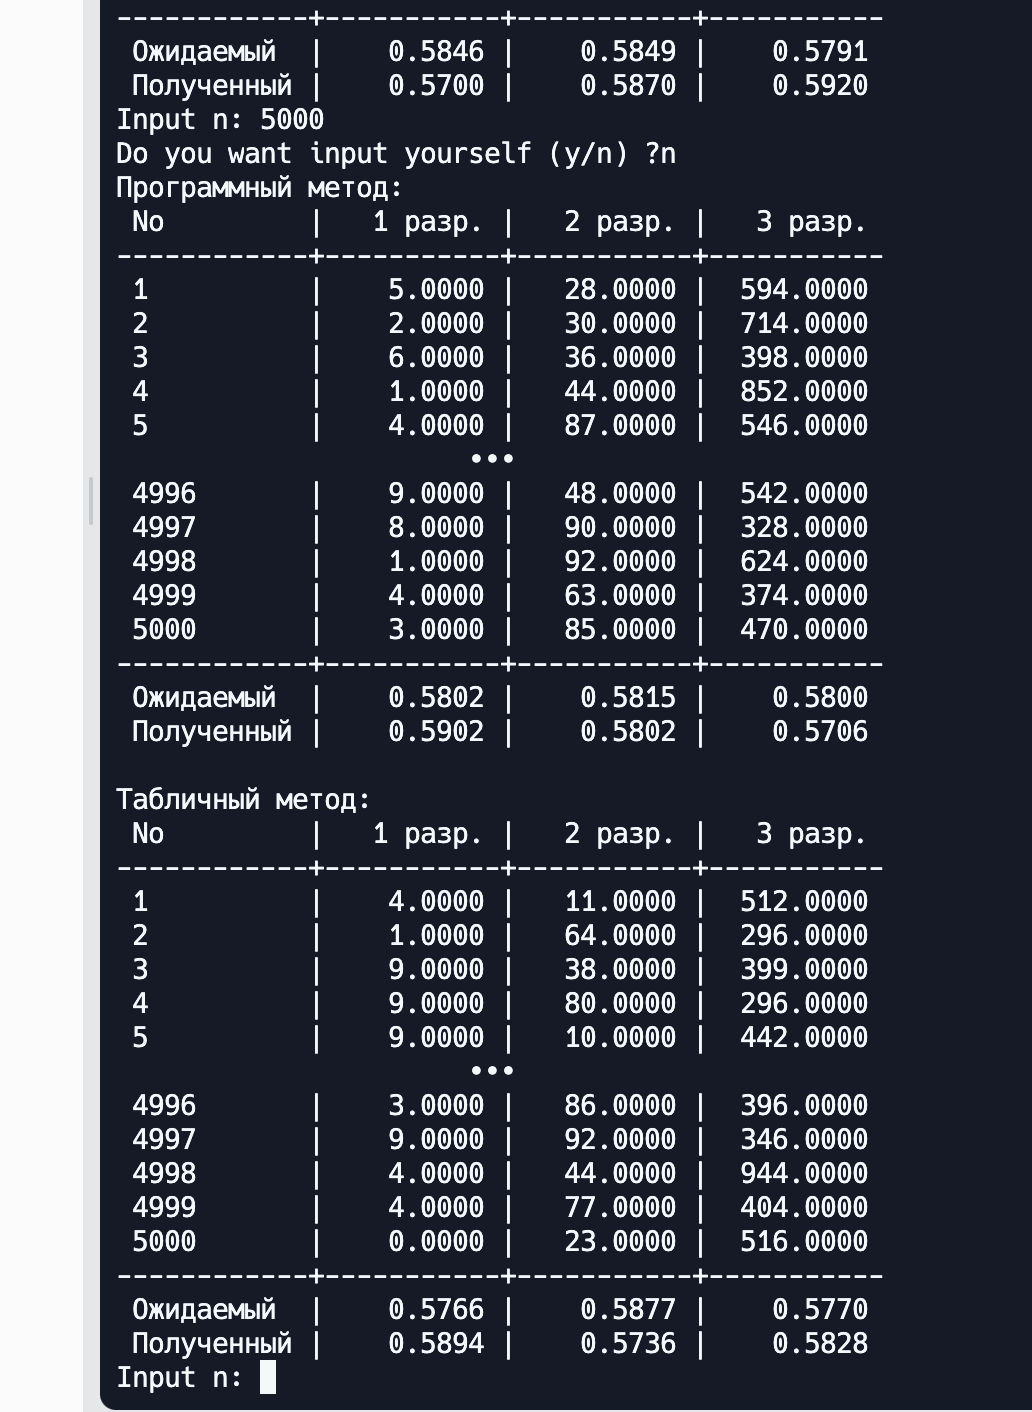 ------------+-----------+-----------+-----------
Ожидаемый | 0.5846 | 0.5849 | 0.5791
Полученный | 0.5700 | 0.5870 | 0.5920
Input n: 5000
Do you want input yourself (y/n) ?n
Программный метод:
No | 1 разр. | 2 разр. | 3 разр.
------------+-----------+-----------+-----------
1 | 5.0000 | 28.0000 | 594.0000
2 | 2.0000 | 30.0000 | 714.0000
3 | 6.0000 | 36.0000 | 398.0000
4 | 1.0000 | 44.0000 | 852.0000
5 | 4.0000 | 87.0000 | 546.0000
•••
4996 | 9.0000 | 48.0000 | 542.0000
4997 | 8.0000 | 90.0000 | 328.0000
4998 | 1.0000 | 92.0000 | 624.0000
4999 | 4.0000 | 63.0000 | 374.0000
5000 | 3.0000 | 85.0000 | 470.0000
------------+-----------+-----------+-----------
Ожидаемый | 0.5802 | 0.5815 | 0.5800
Полученный | 0.5902 | 0.5802 | 0.5706
Табличный метод:
No | 1 разр. | 2 разр. | 3 разр.
------------+-----------+-----------+-----------
1 | 4.0000 | 11.0000 | 512.0000
2 | 1.0000 | 64.0000 | 296.0000
3 | 9.0000 | 38.0000 | 399.0000
4 | 9.0000 | 80.0000 | 296.0000
5 | 9.0000 | 10.0000 | 442.0000
•••
4996 | 3.0000 | 86.0000 | 396.0000
4997 | 9.0000 | 92.0000 | 346.0000
4998 | 4.0000 | 44.0000 | 944.0000
4999 | 4.0000 | 77.0000 | 404.0000
5000 | 0.0000 | 23.0000 | 516.0000
------------+-----------+-----------+-----------
Ожидаемый | 0.5766 | 0.5877 | 0.5770
Полученный | 0.5894 | 0.5736 | 0.5828
Input n: